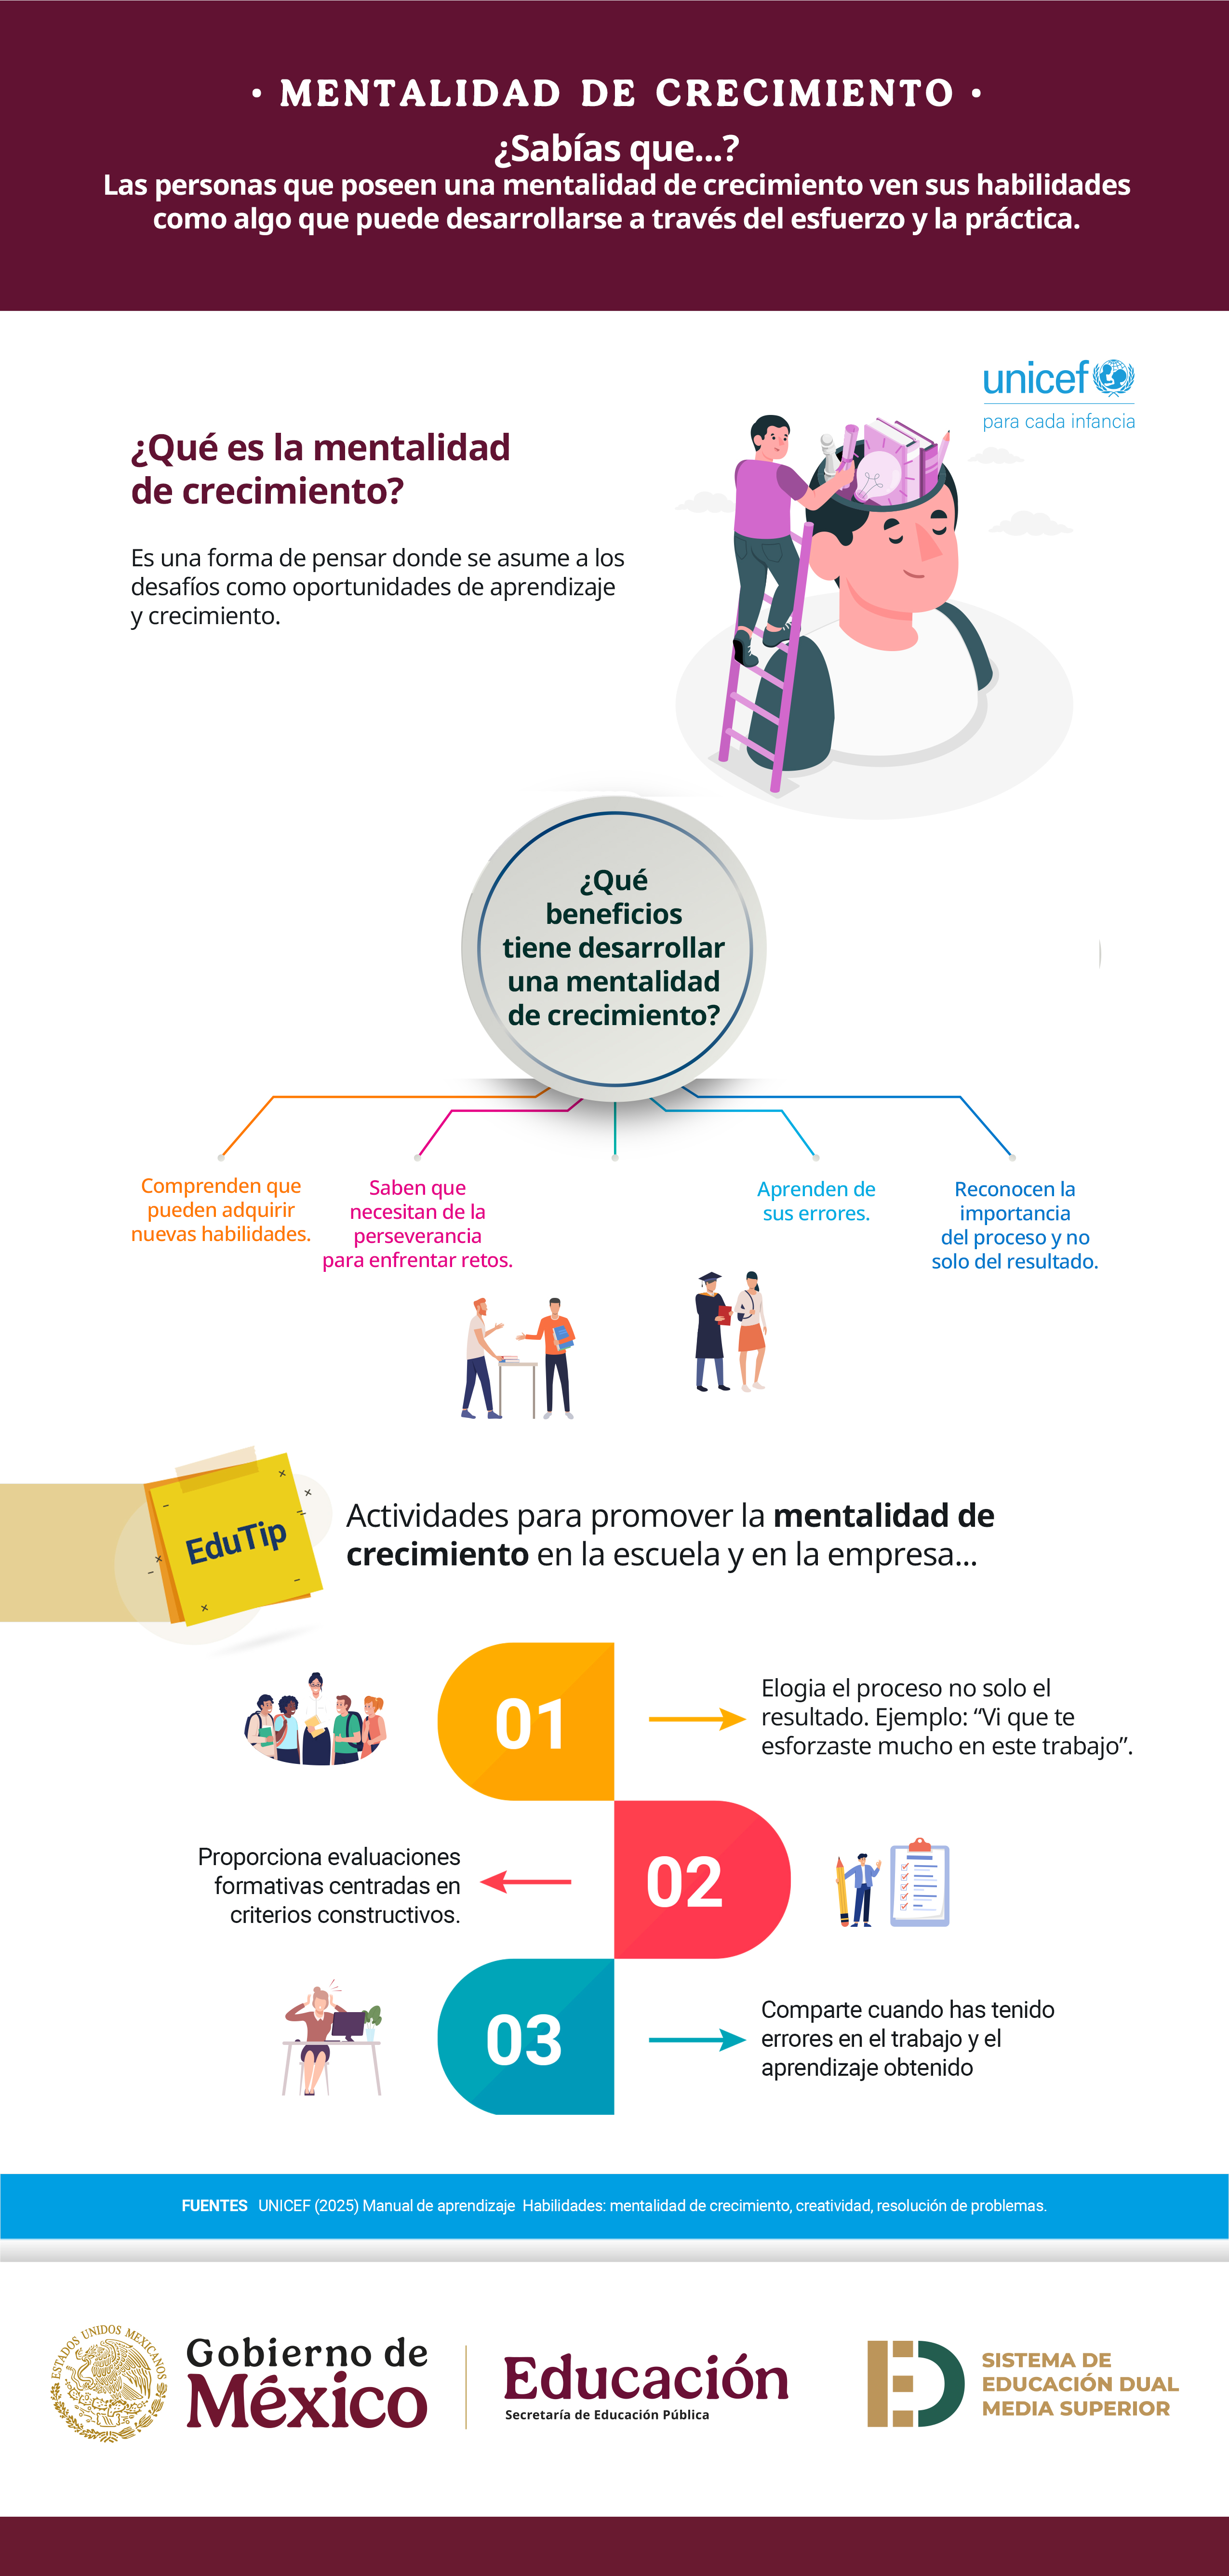 • MENTALIDAD DE CRECIMIENTO •
¿Sabías que...?
Las personas que poseen una mentalidad de crecimiento ven sus habilidades
como algo que puede desarrollarse a través del esfuerzo y la práctica.
unicef
para cada infancia
¿Qué es la mentalidad
de crecimiento?
Es una forma de pensar donde se asume a los
desafíos como oportunidades de aprendizaje
y crecimiento.
¿Qué
beneficios
tiene desarrollar
una mentalidad
de crecimiento?
Comprenden que
pueden adquirir
nuevas habilidades.
Saben que
necesitan de la
perseverancia
para enfrentar retos.
Aprenden de
sus errores.
Reconocen la
importancia
del proceso y no
solo del resultado.
EduTip
Actividades para promover la mentalidad de
crecimiento en la escuela y en la empresa...
01
Elogia el proceso no solo el
resultado. Ejemplo: “Vi que te
esforzaste mucho en este trabajo”.
02
Proporciona evaluaciones
formativas centradas en
criterios constructivos.
03
Comparte cuando has tenido
errores en el trabajo y el
aprendizaje obtenido
FUENTES UNICEF (2025) Manual de aprendizaje Habilidades: mentalidad de crecimiento, creatividad, resolución de problemas.
ESTADOS UNIDOS MEXICANOS
Gobierno de
México
Educación
Secretaría de Educación Pública
ED
SISTEMA DE
EDUCACIÓN DUAL
MEDIA SUPERIOR